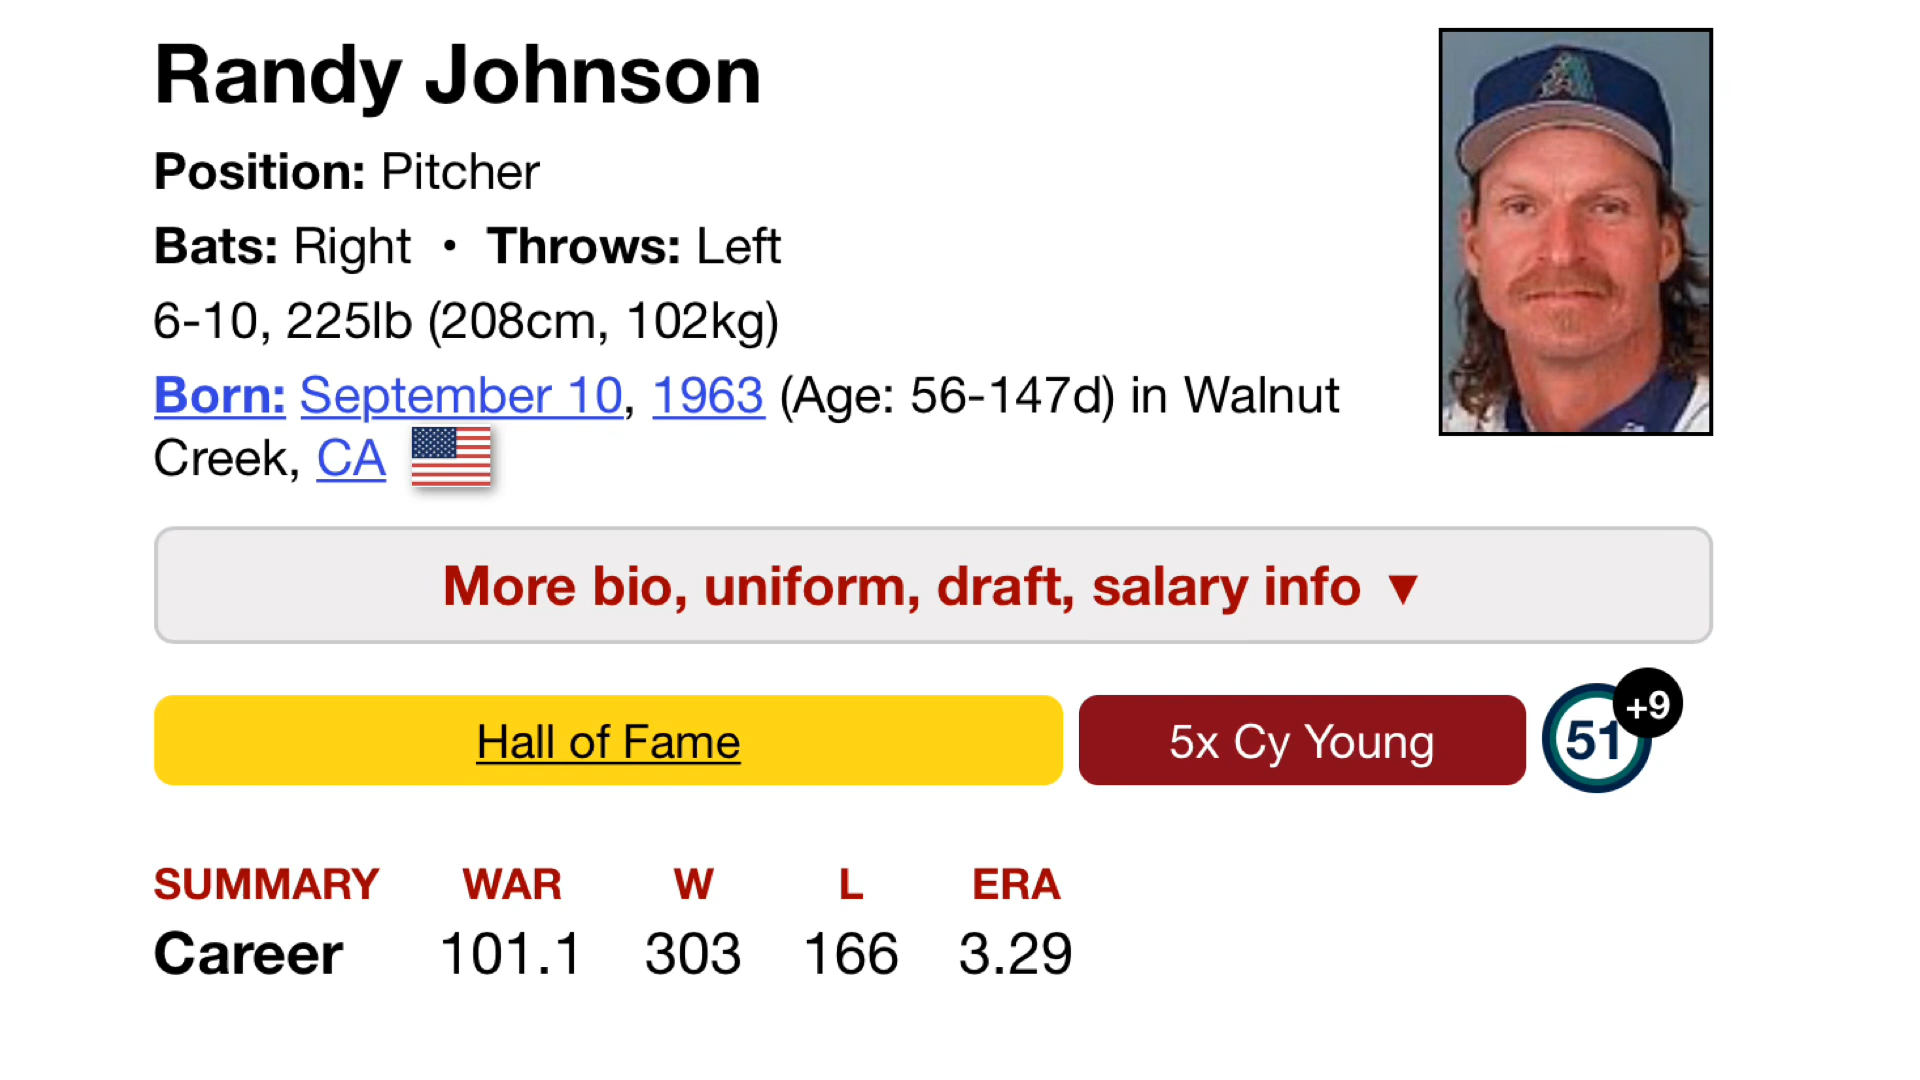 Randy Johnson
Position: Pitcher
Bats: Right • Throws: Left
6-10, 225lb (208cm, 102kg)
Born: September 10, 1963 (Age: 56-147d) in Walnut
Creek, CA
More bio, uniform, draft, salary info ▼
Hall of Fame
5x Cy Young
51
+9
SUMMARY WAR W L ERA
Career 101.1 303 166 3.29
A